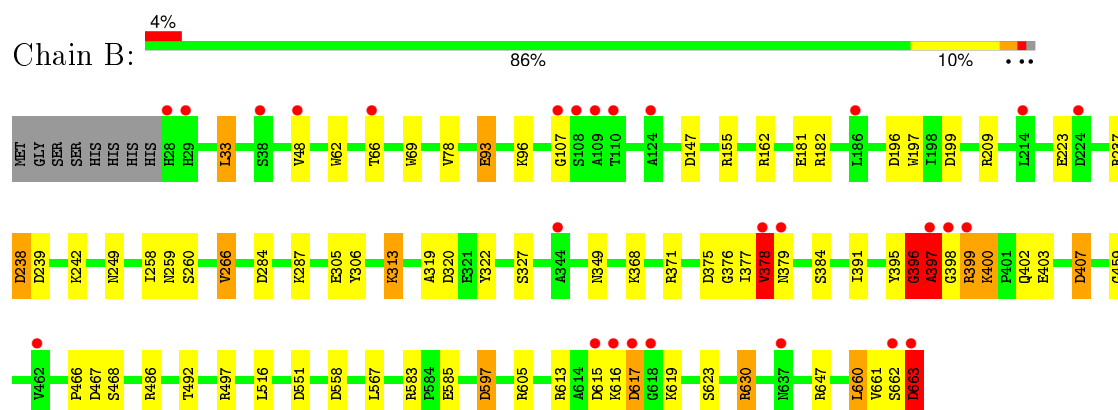 4%
Chain B:
86%
10%
MET GLY SER SER HIS HIS HIS HIS H28 H29 L33 S38 V48 W62 T66 W69 V78 E93 K96 G107 S108 A109 T110 A124 D147 R155 R162 E181 R182 L186 D196 W197 I198 D199 R209 L214 E223 D224
D238 D239 K242 N249 I258 N259 S260 V266 D284 K287 E305 Y306 K313 A319 D320 E321 Y322 S327 A344 N349 K368 R371 D375 G376 I377 V378 N379 S384 I391 Y395 G396 A397 G398 R399 K400 P401 Q402 E403 D407
V462 P466 D467 S468 R486 T492 R497 L516 D551 D558 L567 R583 P584 E585 D597 R605 R613 A614 D615 K616 D617 G618 K619 S623 R630 N637 R647 L660 V661 S662 D663